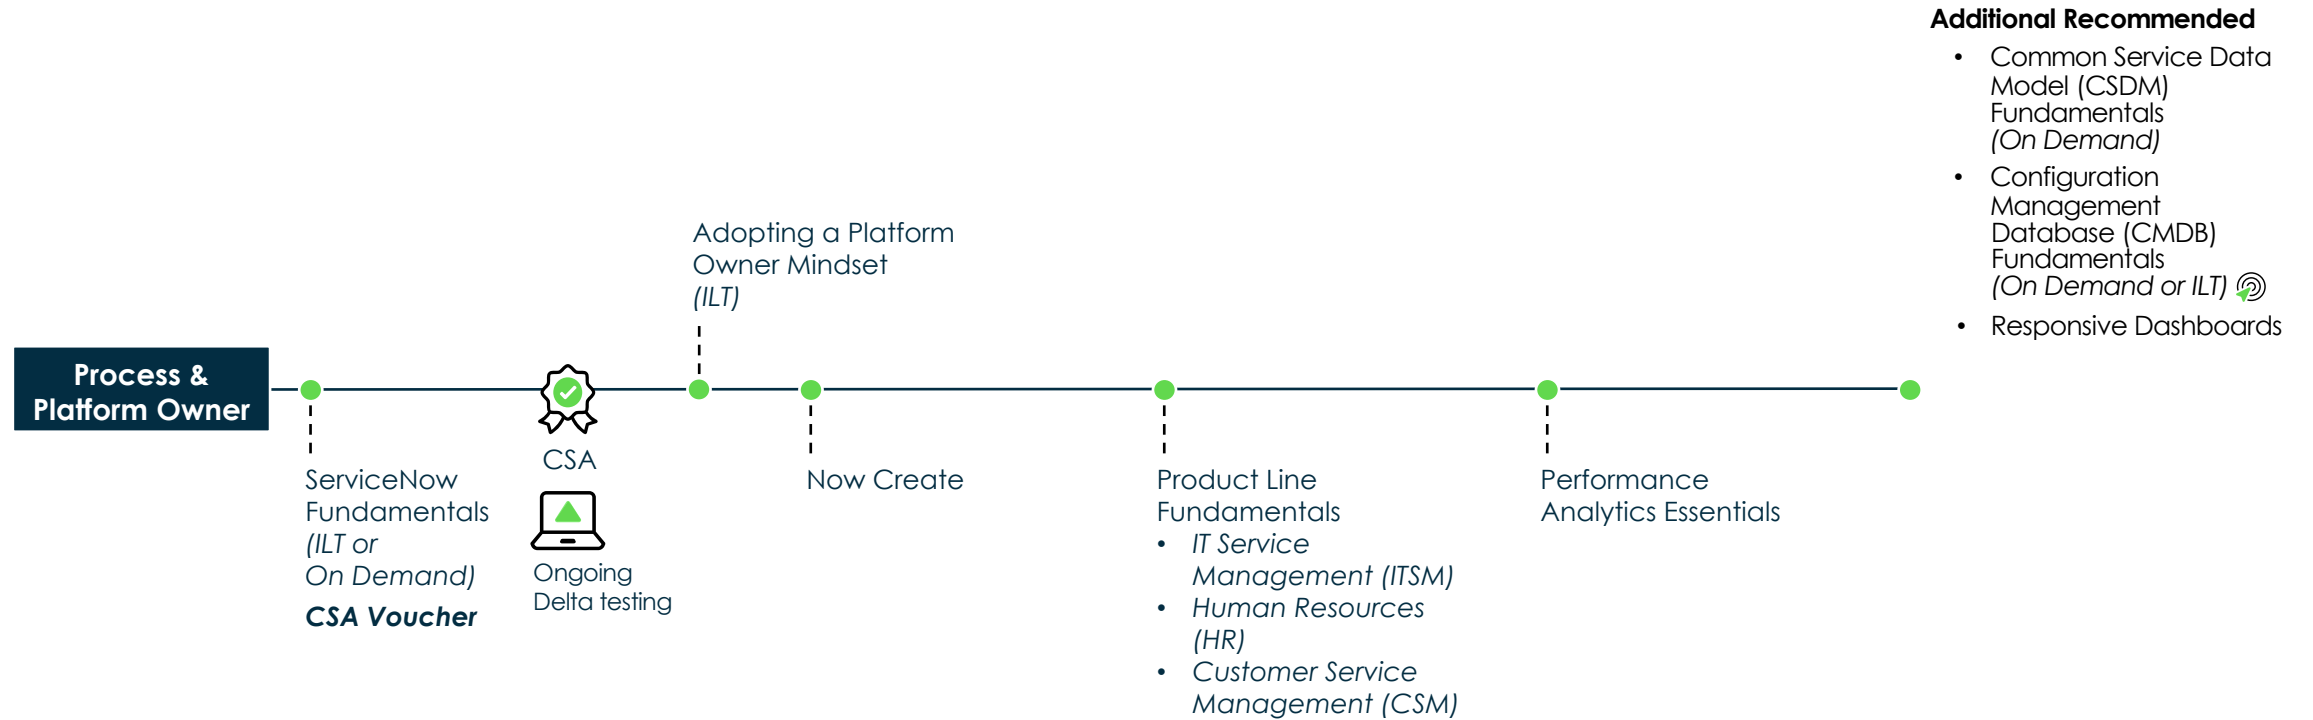 Process &
Platform Owner
ServiceNow
Fundamentals
(ILT or
On Demand)
CSA Voucher
CSA
Ongoing
Delta testing
Adopting a Platform
Owner Mindset
(ILT)
Now Create
Product Line
Fundamentals
• IT Service
Management (ITSM)
• Human Resources
(HR)
• Customer Service
Management (CSM)
Performance
Analytics Essentials
Additional Recommended
• Common Service Data
Model (CSDM)
Fundamentals
(On Demand)
• Configuration
Management
Database (CMDB)
Fundamentals
(On Demand or ILT)
• Responsive Dashboards